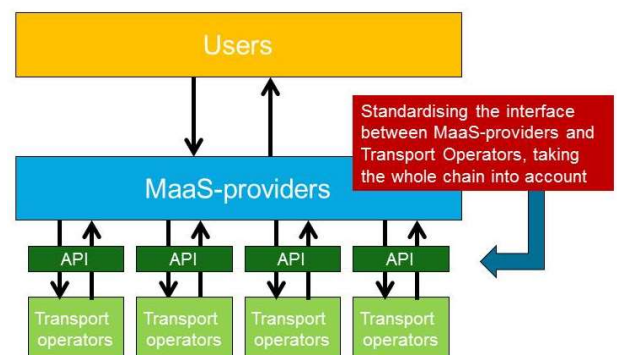 Users
Standardising the interface
between MaaS-providers and
Transport Operators, taking
the whole chain into account
MaaS-providers
API
API
API
API
Transport
operators
Transport
operators
Transport
operators
Transport
operators